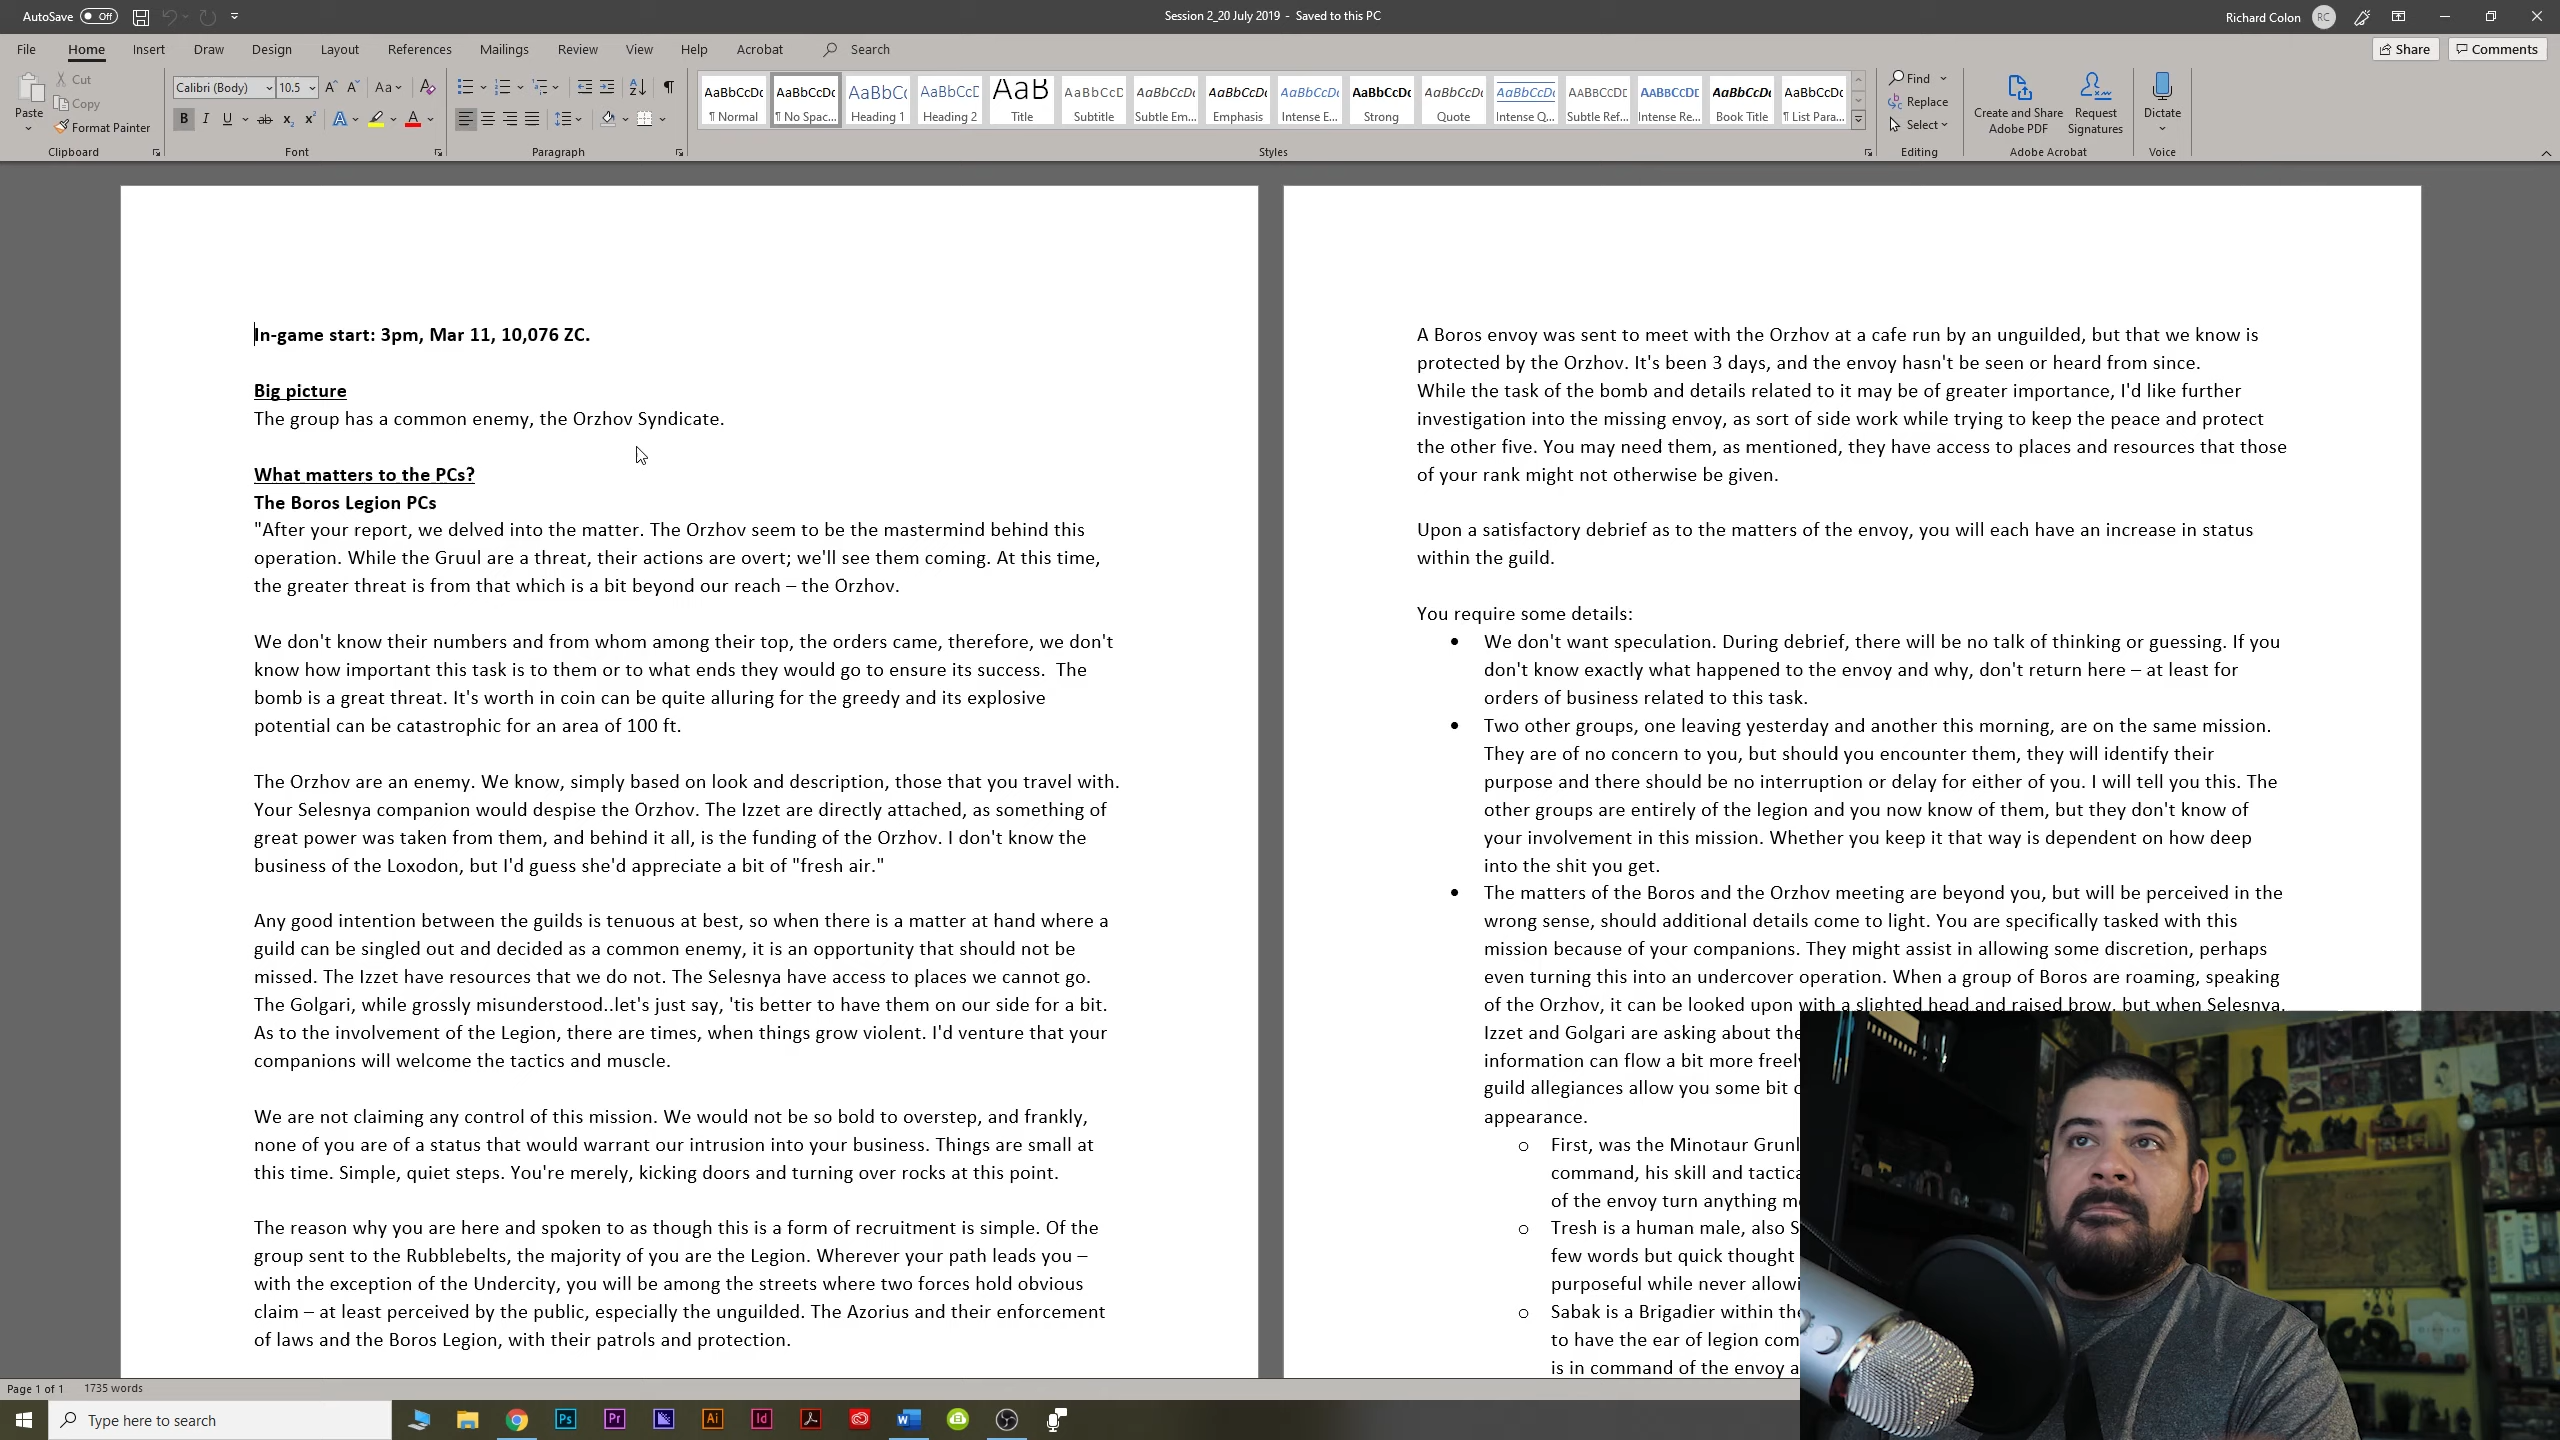 AutoSave Off
Session 2_20 July 2019 - Saved to this PC
Richard Colon RC
File Home Insert Draw Design Layout References Mailings Review View Help Acrobat Search Share Comments
Paste Cut Copy Format Painter
Calibri (Body) 10.5
AaBbCcDc ¶ Normal
AaBbCcDc ¶ No Spac...
AaBbCc Heading 1
AaBbCcD Heading 2
AaB Title
AaBbCcD Subtitle
AaBbCcDc Subtle Em...
AaBbCcDc Emphasis
AaBbCcDc Intense E...
AaBbCcDc Strong
AaBbCcDc Quote
AaBbCcDc Intense Q...
AaBbCcDc Subtle Ref...
AaBbCcDc Intense Re...
AaBbCcDc Book Title
AaBbCcDc ¶ List Para...
Find Replace Select
Create and Share Adobe PDF
Request Signatures
Dictate
Clipboard Font Paragraph Styles Editing Adobe Acrobat Voice
In-game start: 3pm, Mar 11, 10,076 ZC.
Big picture
The group has a common enemy, the Orzhov Syndicate.
What matters to the PCs?
The Boros Legion PCs
"After your report, we delved into the matter. The Orzhov seem to be the mastermind behind this
operation. While the Gruul are a threat, their actions are overt; we'll see them coming. At this time,
the greater threat is from that which is a bit beyond our reach – the Orzhov.
We don't know their numbers and from whom among their top, the orders came, therefore, we don't
know how important this task is to them or to what ends they would go to ensure its success.  The
bomb is a great threat. It's worth in coin can be quite alluring for the greedy and its explosive
potential can be catastrophic for an area of 100 ft.
The Orzhov are an enemy. We know, simply based on look and description, those that you travel with.
Your Selesnya companion would despise the Orzhov. The Izzet are directly attached, as something of
great power was taken from them, and behind it all, is the funding of the Orzhov. I don't know the
business of the Loxodon, but I'd guess she'd appreciate a bit of "fresh air."
Any good intention between the guilds is tenuous at best, so when there is a matter at hand where a
guild can be singled out and decided as a common enemy, it is an opportunity that should not be
missed. The Izzet have resources that we do not. The Selesnya have access to places we cannot go.
The Golgari, while grossly misunderstood..let's just say, 'tis better to have them on our side for a bit.
As to the involvement of the Legion, there are times, when things grow violent. I'd venture that your
companions will welcome the tactics and muscle.
We are not claiming any control of this mission. We would not be so bold to overstep, and frankly,
none of you are of a status that would warrant our intrusion into your business. Things are small at
this time. Simple, quiet steps. You're merely, kicking doors and turning over rocks at this point.
The reason why you are here and spoken to as though this is a form of recruitment is simple. Of the
group sent to the Rubblebelts, the majority of you are the Legion. Wherever your path leads you –
with the exception of the Undercity, you will be among the streets where two forces hold obvious
claim – at least perceived by the public, especially the unguilded. The Azorius and their enforcement
of laws and the Boros Legion, with their patrols and protection.
A Boros envoy was sent to meet with the Orzhov at a cafe run by an unguilded, but that we know is
protected by the Orzhov. It's been 3 days, and the envoy hasn't be seen or heard from since.
While the task of the bomb and details related to it may be of greater importance, I'd like further
investigation into the missing envoy, as sort of side work while trying to keep the peace and protect
the other five. You may need them, as mentioned, they have access to places and resources that those
of your rank might not otherwise be given.
Upon a satisfactory debrief as to the matters of the envoy, you will each have an increase in status
within the guild.
You require some details:
• We don't want speculation. During debrief, there will be no talk of thinking or guessing. If you
don't know exactly what happened to the envoy and why, don't return here – at least for
orders of business related to this task.
• Two other groups, one leaving yesterday and another this morning, are on the same mission.
They are of no concern to you, but should you encounter them, they will identify their
purpose and there should be no interruption or delay for either of you. I will tell you this. The
other groups are entirely of the legion and you now know of them, but they don't know of
your involvement in this mission. Whether you keep it that way is dependent on how deep
into the shit you get.
• The matters of the Boros and the Orzhov meeting are beyond you, but will be perceived in the
wrong sense, should additional details come to light. You are specifically tasked with this
mission because of your companions. They might assist in allowing some discretion, perhaps
even turning this into an undercover operation. When a group of Boros are roaming, speaking
of the Orzhov, it can be looked upon with a slighted head and raised brow, but when Selesnya,
Izzet and Golgari are asking about the
information can flow a bit more freel
guild allegiances allow you some bit
appearance.
o First, was the Minotaur
command, his skill and tactic
of the envoy turn anything
o Tresh is a human male, also
few words but quick thought
purposeful while never
o Sabak is a Brigadier within the
to have the ear of legion
is in command of the envoy
Page 1 of 1 1735 words
Type here to search
Ps Pr Ai Id